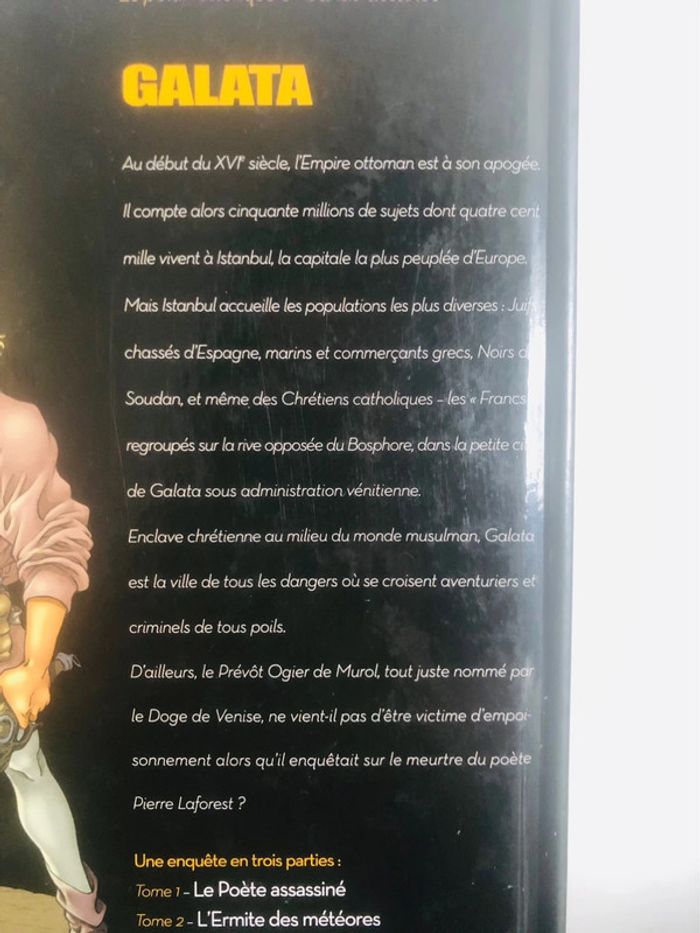 GALATA
Au début du XVIᵉ siècle, l'Empire ottoman est à son apogée.
Il compte alors cinquante millions de sujets dont quatre cent
mille vivent à Istanbul, la capitale la plus peuplée d'Europe.
Mais Istanbul accueille les populations les plus diverses : Juifs
chassés d'Espagne, marins et commerçants grecs, Noirs
Soudan, et même des Chrétiens catholiques – les « Francs
regroupés sur la rive opposée du Bosphore, dans la petite
de Galata sous administration vénitienne.
Enclave chrétienne au milieu du monde musulman, Galata
est la ville de tous les dangers où se croisent aventuriers et
criminels de tous poils.
D'ailleurs, le Prévôt Ogier de Murol, tout juste nommé par
le Doge de Venise, ne vient-il pas d'être victime d'empoi-
sonnement alors qu'il enquêtait sur le meurtre du poète
Pierre Laforest ?
Une enquête en trois parties :
Tome 1 – Le Poète assassiné
Tome 2 – L'Ermite des météores